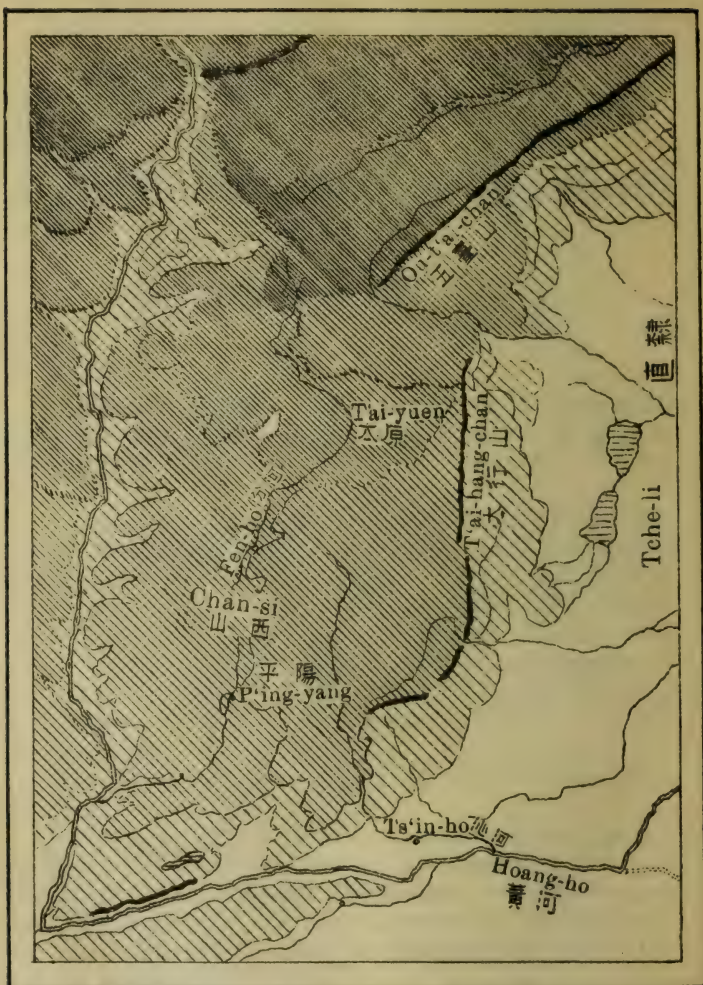 Ou-t‘ai-chan
五臺山
直隸
T‘ai-yuen
太原
T‘ai-hang-chan
太行山
Fen-ho 汾河
Tche-li
Chan-si
山西
平陽
P‘ing-yang
Ts‘in-ho 沁河
Hoang-ho
黃河